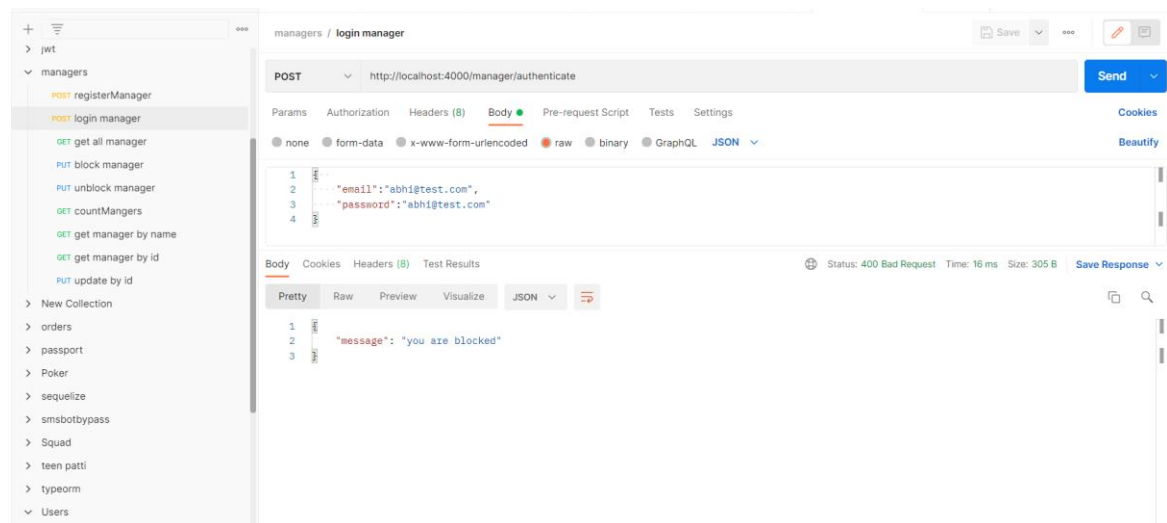 managers / login manager
Save
jwt
managers
POST registerManager
POST login manager
GET get all manager
PUT block manager
PUT unblock manager
GET countMangers
GET get manager by name
GET get manager by id
PUT update by id
New Collection
orders
passport
Poker
sequelize
smsbotbypass
Squad
teen patti
typeorm
Users
POST http://localhost:4000/manager/authenticate Send
Params Authorization Headers (8) Body Pre-request Script Tests Settings Cookies
none form-data x-www-form-urlencoded raw binary GraphQL JSON Beautify
1 {
2 "email":"abhi@test.com",
3 "password":"abhi@test.com"
4 }
Body Cookies Headers (8) Test Results Status: 400 Bad Request Time: 16 ms Size: 305 B Save Response
Pretty Raw Preview Visualize JSON
1 {
2 "message": "you are blocked"
3 }